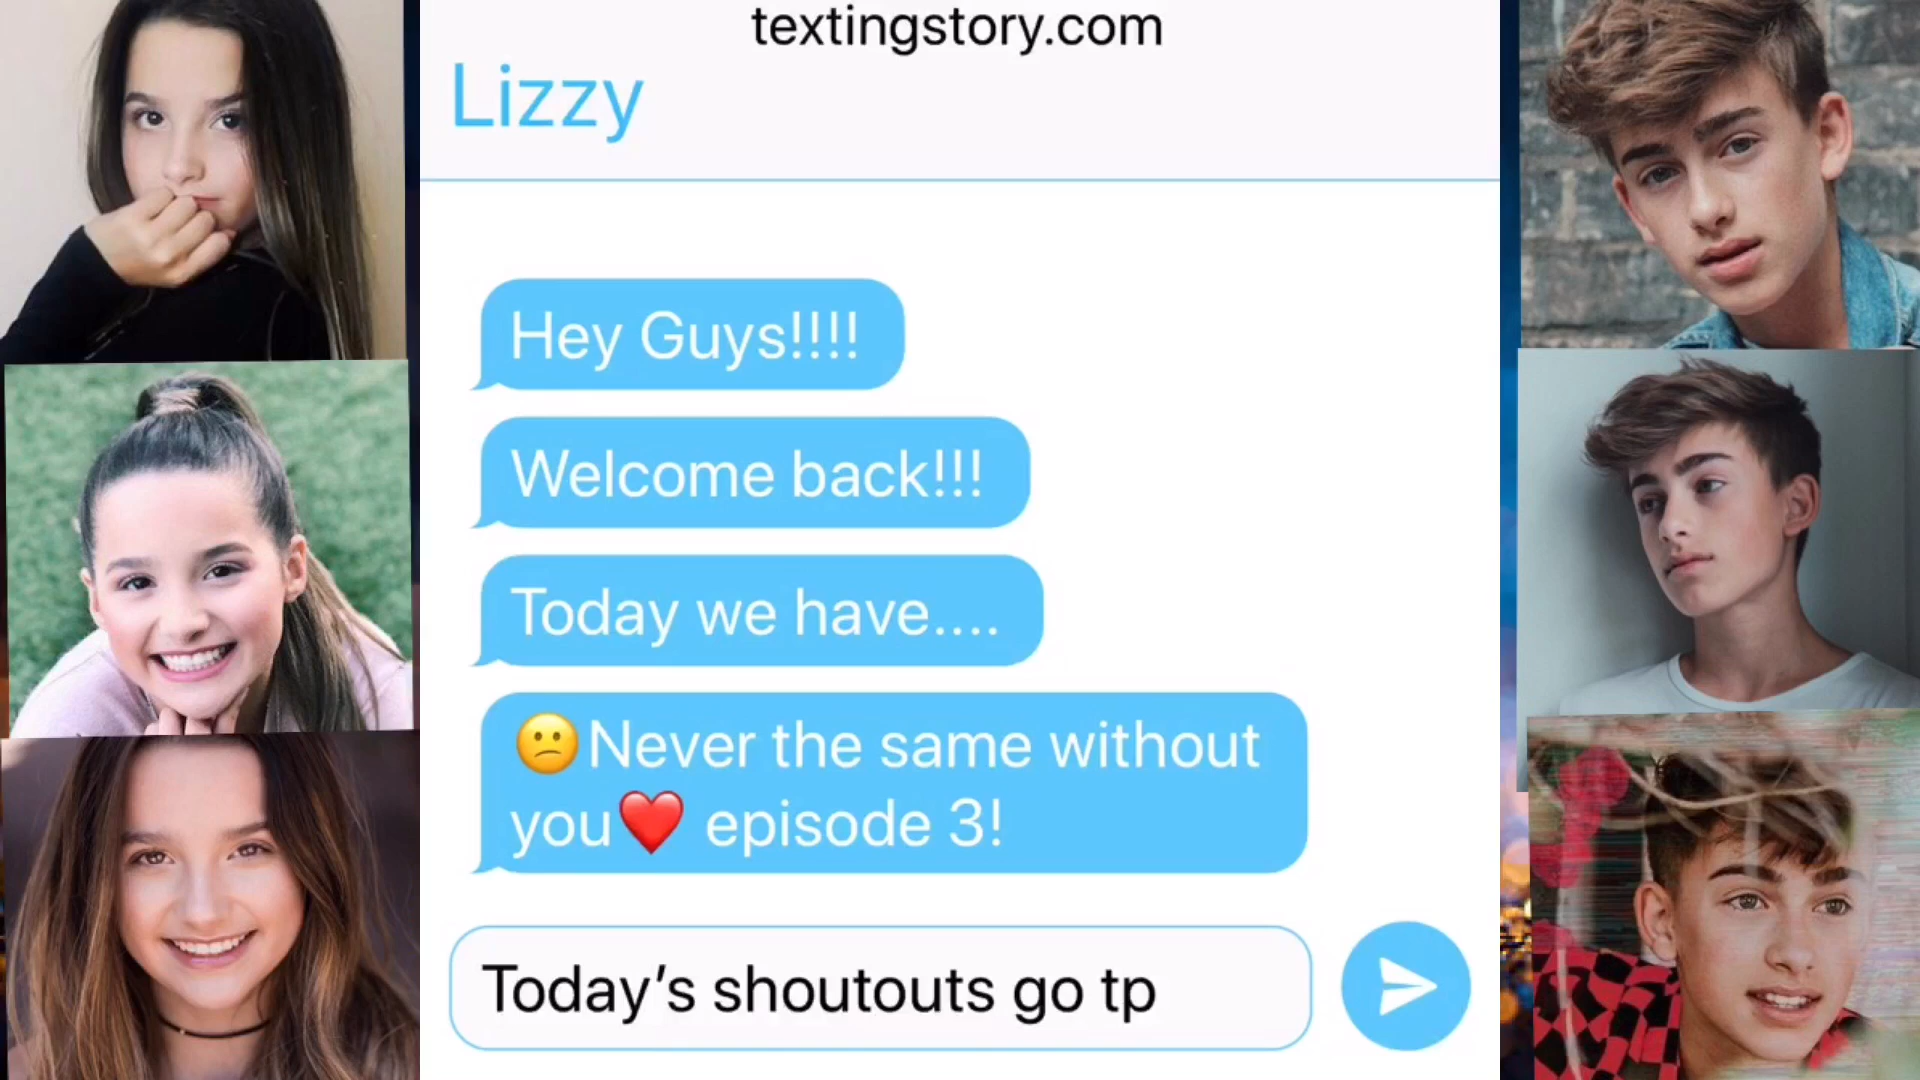 textingstory.com
Lizzy
Hey Guys!!!!
Welcome back!!!
Today we have....
😕Never the same without
you❤️ episode 3!
Today’s shoutouts go tp